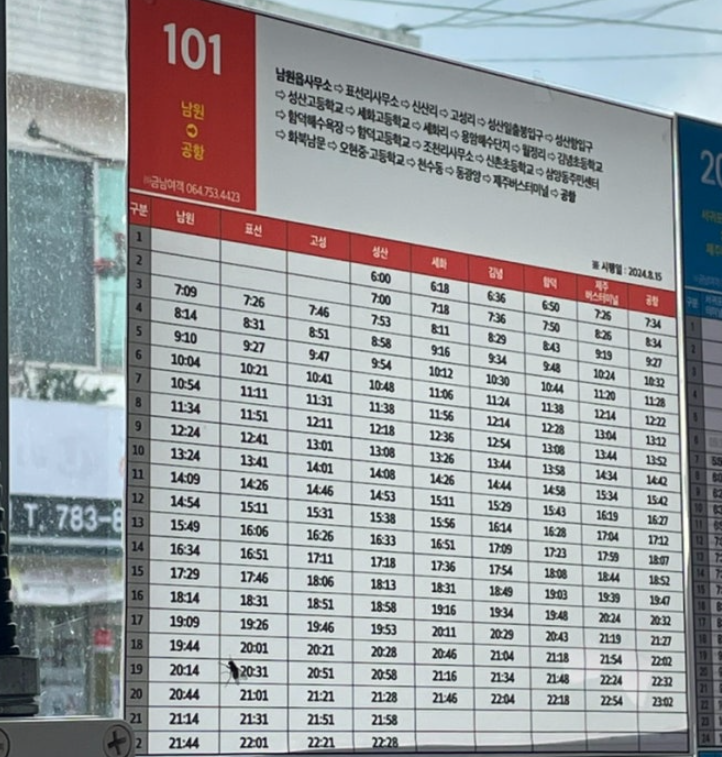 101
남원
⇨
공항
※금남여객 064.753.4423
남원읍사무소 ⇨ 표선리사무소 ⇨ 신산리 ⇨ 고성리 ⇨ 성산일출봉입구 ⇨ 성산항입구
⇨ 성산고등학교 ⇨ 세화고등학교 ⇨ 세화리 ⇨ 용암해수단지 ⇨ 월정리 ⇨ 김녕초등학교
⇨ 함덕해수욕장 ⇨ 함덕고등학교 ⇨ 조천리사무소 ⇨ 신촌초등학교 ⇨ 삼양동주민센터
⇨ 화북남문 ⇨ 오현중·고등학교 ⇨ 천수동 ⇨ 동광양 ⇨ 제주버스터미널 ⇨ 공항
※ 시행일 : 2024.8.15
구분 남원 표선 고성 성산 세화 김녕 함덕 제주 버스터미널 공항
1 6:00 6:18 6:36 6:50 7:26 7:34
2 7:00 7:18 7:36 7:50 8:26 8:34
3 7:09 7:26 7:46 7:53 8:11 8:29 8:43 9:19 9:27
4 8:14 8:31 8:51 8:58 9:16 9:34 9:48 10:24 10:32
5 9:10 9:27 9:47 9:54 10:12 10:30 10:44 11:20 11:28
6 10:04 10:21 10:41 10:48 11:06 11:24 11:38 12:14 12:22
7 10:54 11:11 11:31 11:38 11:56 12:14 12:28 13:04 13:12
8 11:34 11:51 12:11 12:18 12:36 12:54 13:08 13:44 13:52
9 12:24 12:41 13:01 13:08 13:26 13:44 13:58 14:34 14:42
10 13:24 13:41 14:01 14:08 14:26 14:44 14:58 15:34 15:42
11 14:09 14:26 14:46 14:53 15:11 15:29 15:43 16:19 16:27
12 14:54 15:11 15:31 15:38 15:56 16:14 16:28 17:04 17:12
13 15:49 16:06 16:26 16:33 16:51 17:09 17:23 17:59 18:07
14 16:34 16:51 17:11 17:18 17:36 17:54 18:08 18:44 18:52
15 17:29 17:46 18:06 18:13 18:31 18:49 19:03 19:39 19:47
16 18:14 18:31 18:51 18:58 19:16 19:34 19:48 20:24 20:32
17 19:09 19:26 19:46 19:53 20:11 20:29 20:43 21:19 21:27
18 19:44 20:01 20:21 20:28 20:46 21:04 21:18 21:54 22:02
19 20:14 20:31 20:51 20:58 21:16 21:34 21:48 22:24 22:32
20 20:44 21:01 21:21 21:28 21:46 22:04 22:18 22:54 23:02
21 21:14 21:31 21:51 21:58
2 21:44 22:01 22:21 22:28
T. 783-8
20